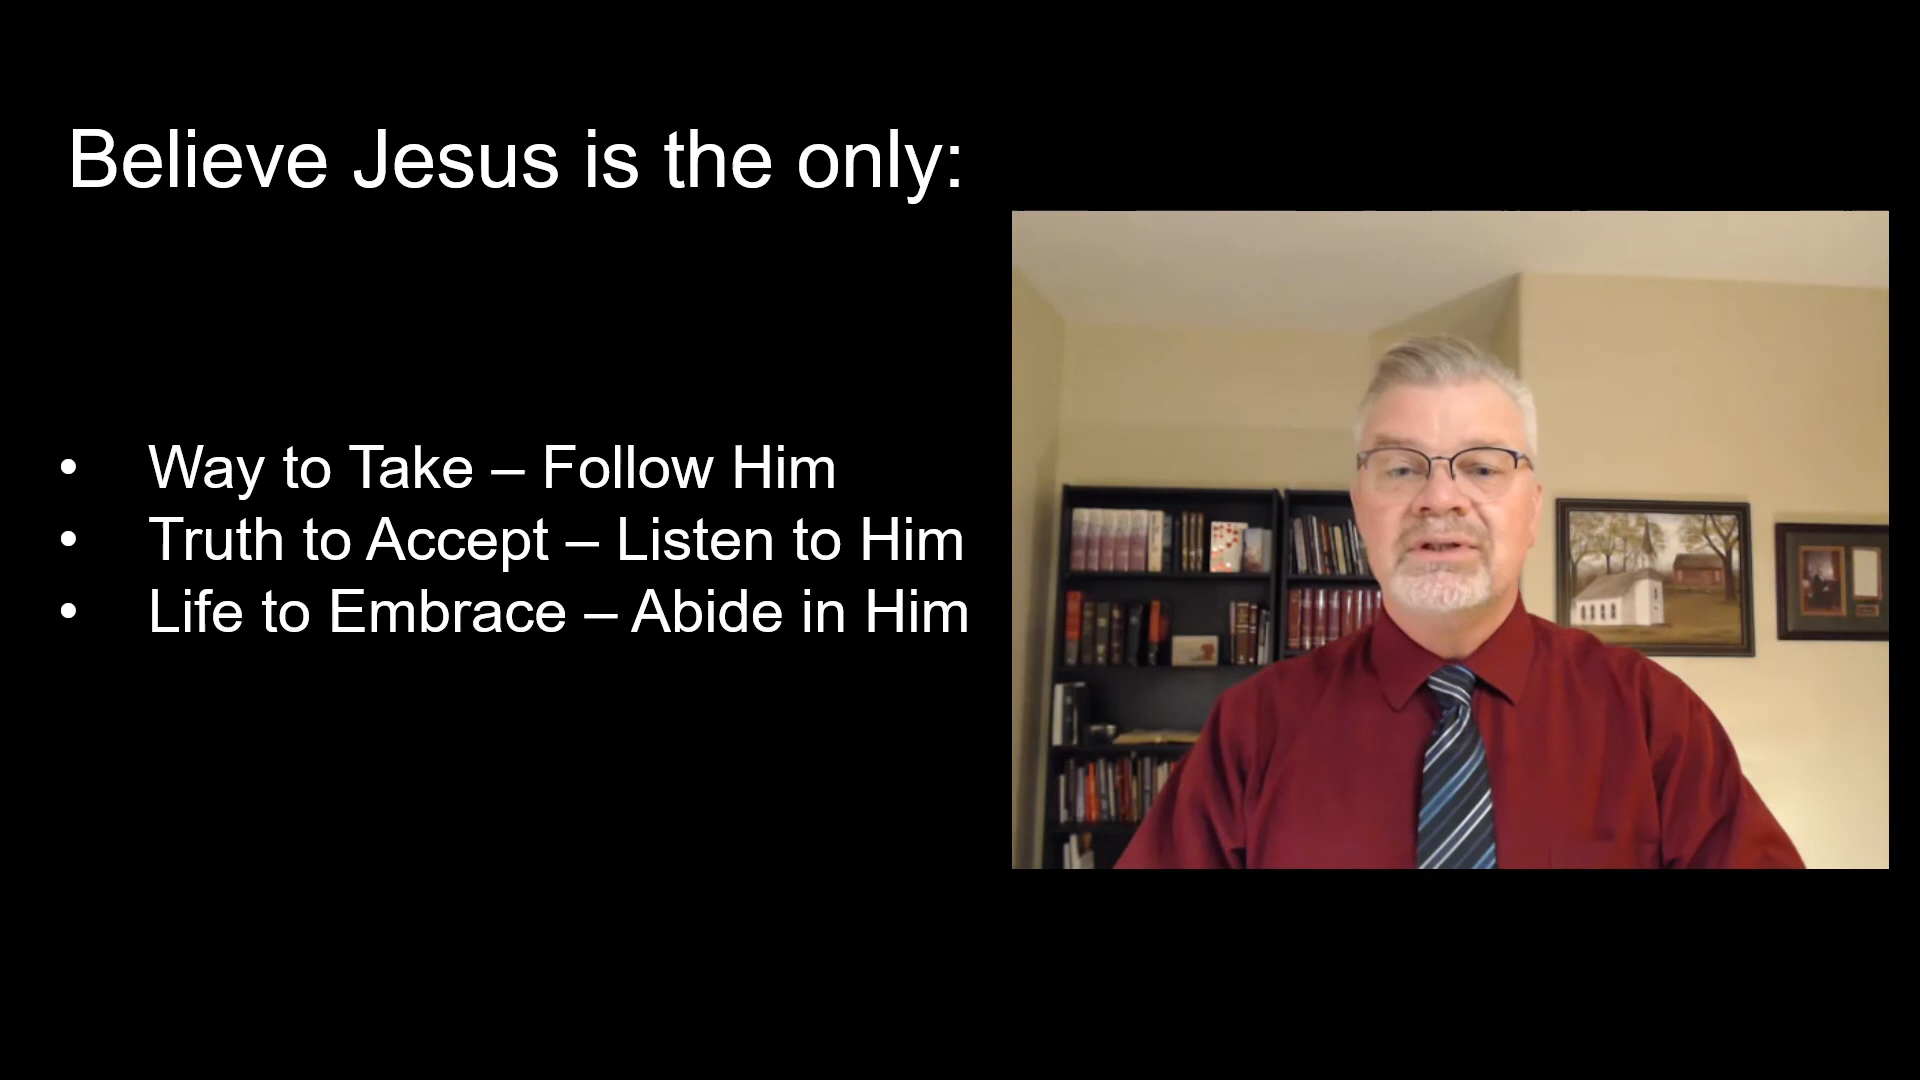 Believe Jesus is the only:
• Way to Take – Follow Him
• Truth to Accept – Listen to Him
• Life to Embrace – Abide in Him